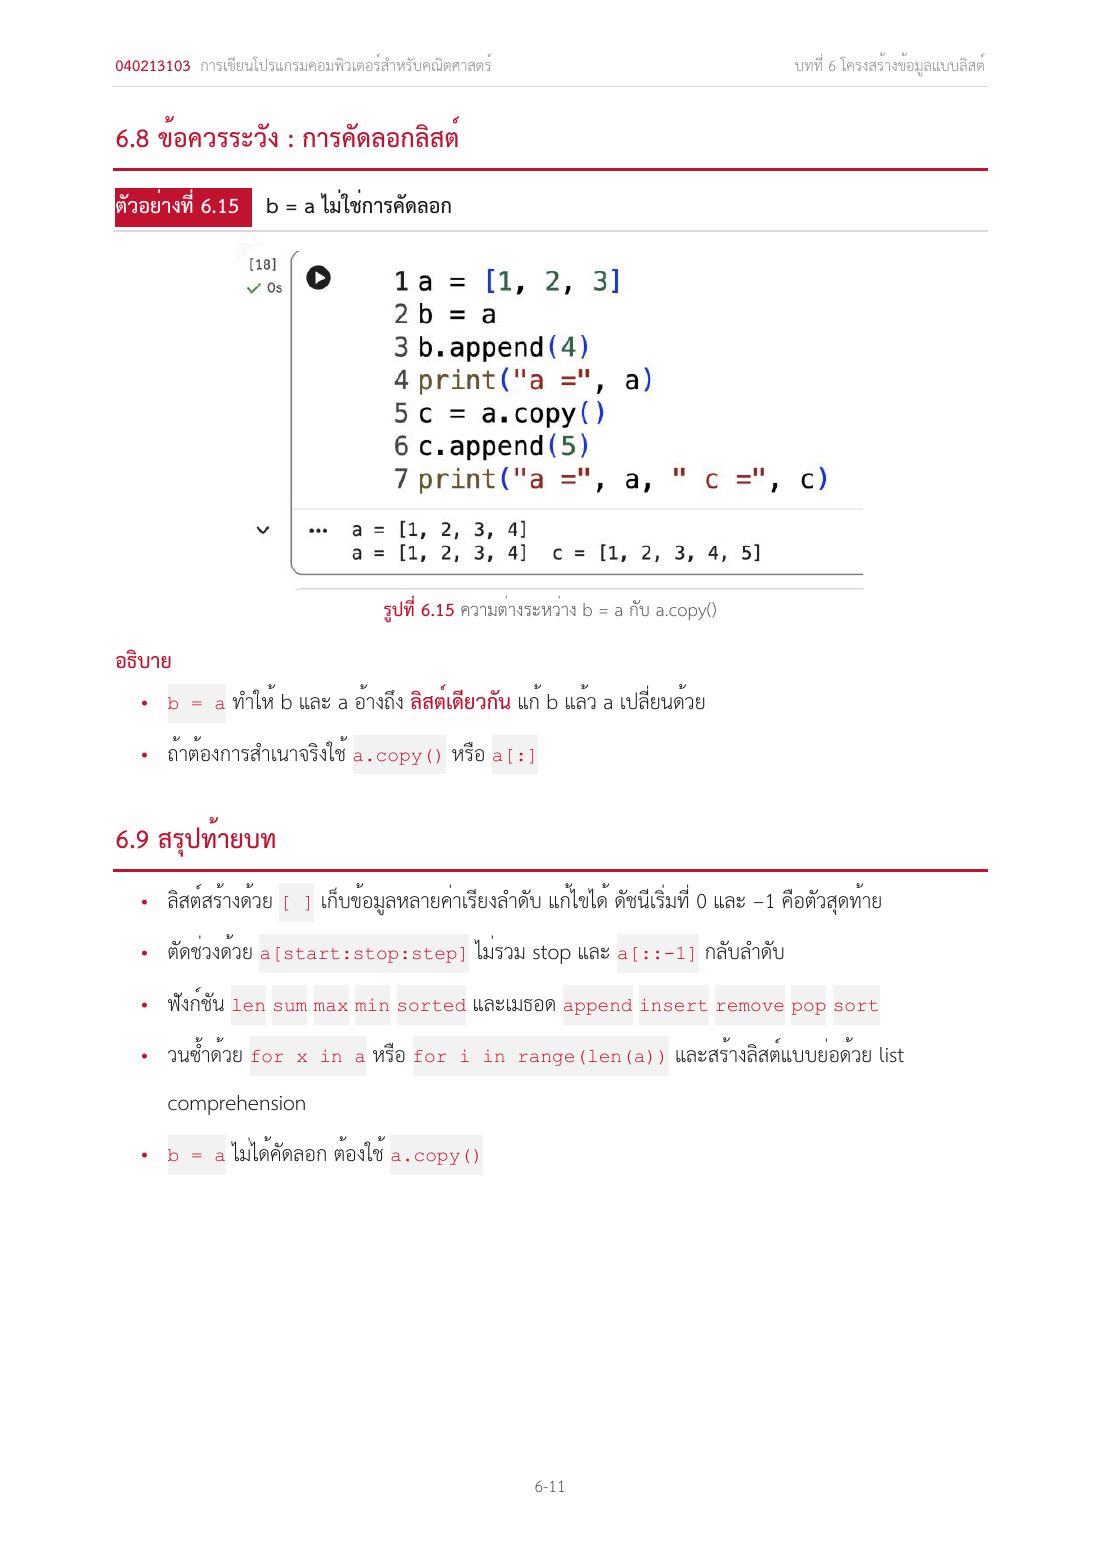 040213103 การเขียนโปรแกรมคอมพิวเตอร์สำหรับคณิตศาสตร์ บทที่ 6 โครงสร้างข้อมูลแบบลิสต์
6.8 ข้อควรระวัง : การคัดลอกลิสต์
ตัวอย่างที่ 6.15 b = a ไม่ใช่การคัดลอก
[18]
0s
1 a = [1, 2, 3]
2 b = a
3 b.append(4)
4 print("a =", a)
5 c = a.copy()
6 c.append(5)
7 print("a =", a, " c =", c)
a = [1, 2, 3, 4]
a = [1, 2, 3, 4]  c = [1, 2, 3, 4, 5]
รูปที่ 6.15 ความต่างระหว่าง b = a กับ a.copy()
อธิบาย
• b = a ทำให้ b และ a อ้างถึง ลิสต์เดียวกัน แก้ b แล้ว a เปลี่ยนด้วย
• ถ้าต้องการสำเนาจริงใช้ a.copy() หรือ a[:]
6.9 สรุปท้ายบท
• ลิสต์สร้างด้วย [ ] เก็บข้อมูลหลายค่าเรียงลำดับ แก้ไขได้ ดัชนีเริ่มที่ 0 และ –1 คือตัวสุดท้าย
• ตัดช่วงด้วย a[start:stop:step] ไม่รวม stop และ a[::-1] กลับลำดับ
• ฟังก์ชัน len sum max min sorted และเมธอด append insert remove pop sort
• วนซ้ำด้วย for x in a หรือ for i in range(len(a)) และสร้างลิสต์แบบย่อด้วย list
comprehension
• b = a ไม่ได้คัดลอก ต้องใช้ a.copy()
6-11